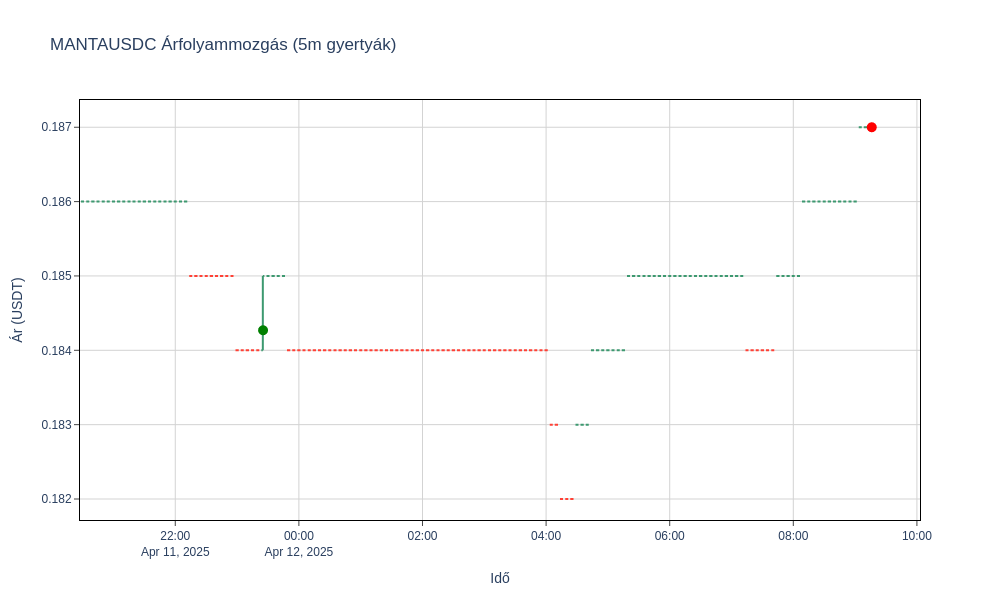 MANTAUSDC Árfolyammozgás (5m gyertyák)
0.187
0.186
0.185
0.184
0.183
0.182
Ár (USDT)
22:00
Apr 11, 2025
00:00
Apr 12, 2025
02:00
04:00
06:00
08:00
10:00
Idő